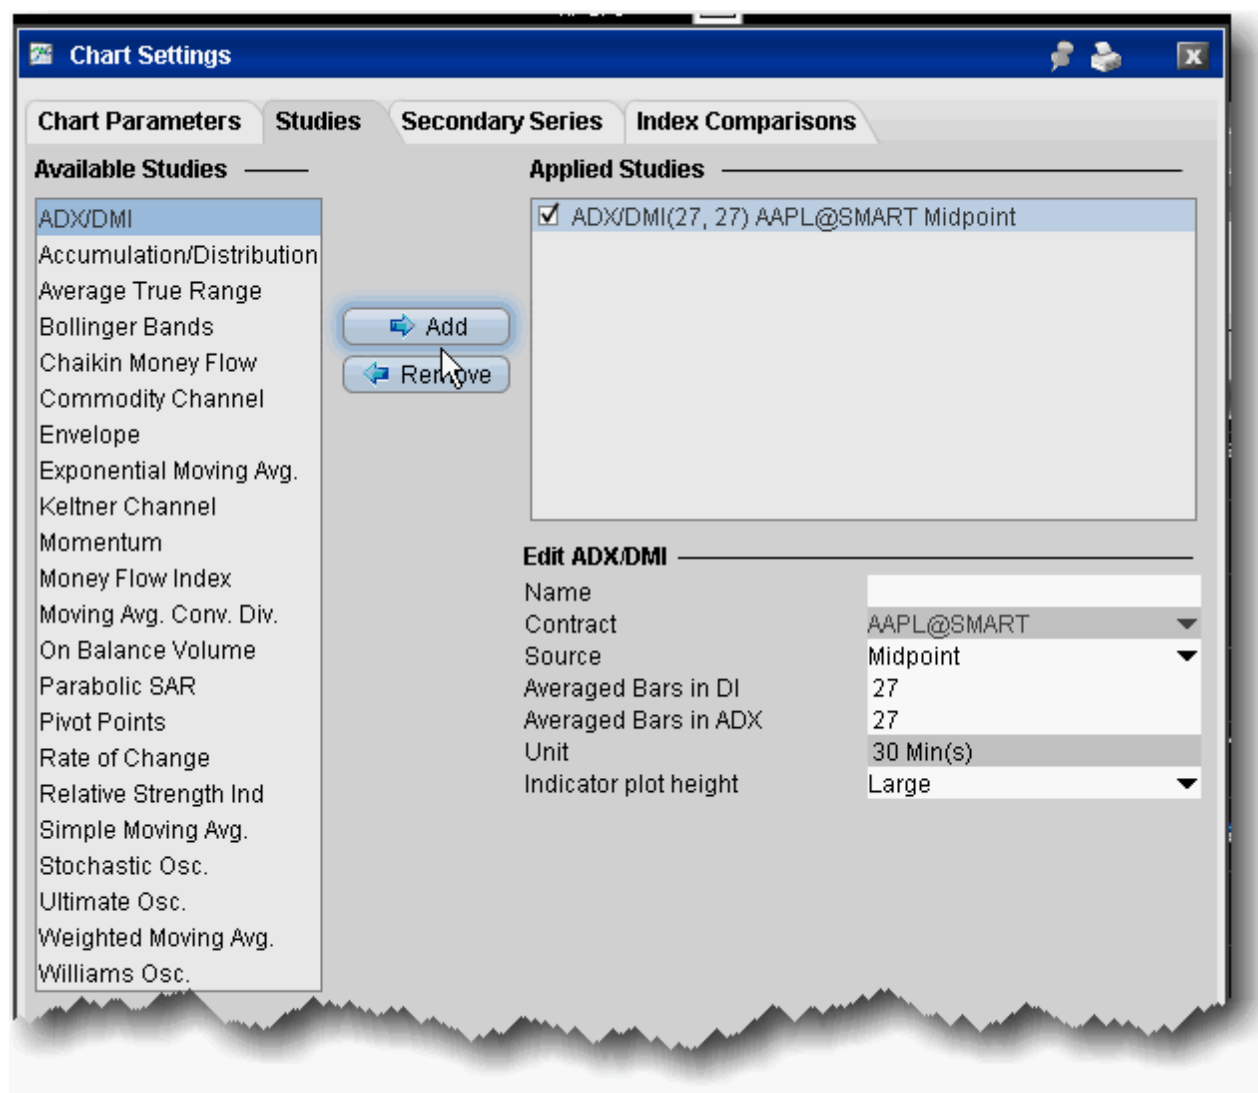 Chart Settings
Chart Parameters Studies Secondary Series Index Comparisons
Available Studies
ADX/DMI
Accumulation/Distribution
Average True Range
Bollinger Bands
Chaikin Money Flow
Commodity Channel
Envelope
Exponential Moving Avg.
Keltner Channel
Momentum
Money Flow Index
Moving Avg. Conv. Div.
On Balance Volume
Parabolic SAR
Pivot Points
Rate of Change
Relative Strength Ind
Simple Moving Avg.
Stochastic Osc.
Ultimate Osc.
Weighted Moving Avg.
Williams Osc.
Add
Remove
Applied Studies
ADX/DMI(27, 27) AAPL@SMART Midpoint
Edit ADX/DMI
Name
Contract AAPL@SMART
Source Midpoint
Averaged Bars in DI 27
Averaged Bars in ADX 27
Unit 30 Min(s)
Indicator plot height Large